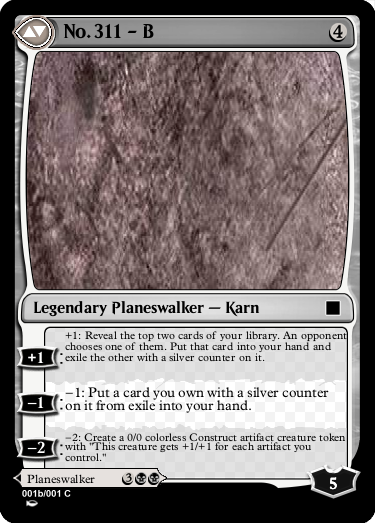 No. 311 – B
4
Legendary Planeswalker — Karn
+1: Reveal the top two cards of your library. An opponent
chooses one of them. Put that card into your hand and
exile the other with a silver counter on it.
+1
−1: Put a card you own with a silver counter
on it from exile into your hand.
−1
−2: Create a 0/0 colorless Construct artifact creature token
with "This creature gets +1/+1 for each artifact you
control."
−2
Planeswalker 3
5
001b/001 C